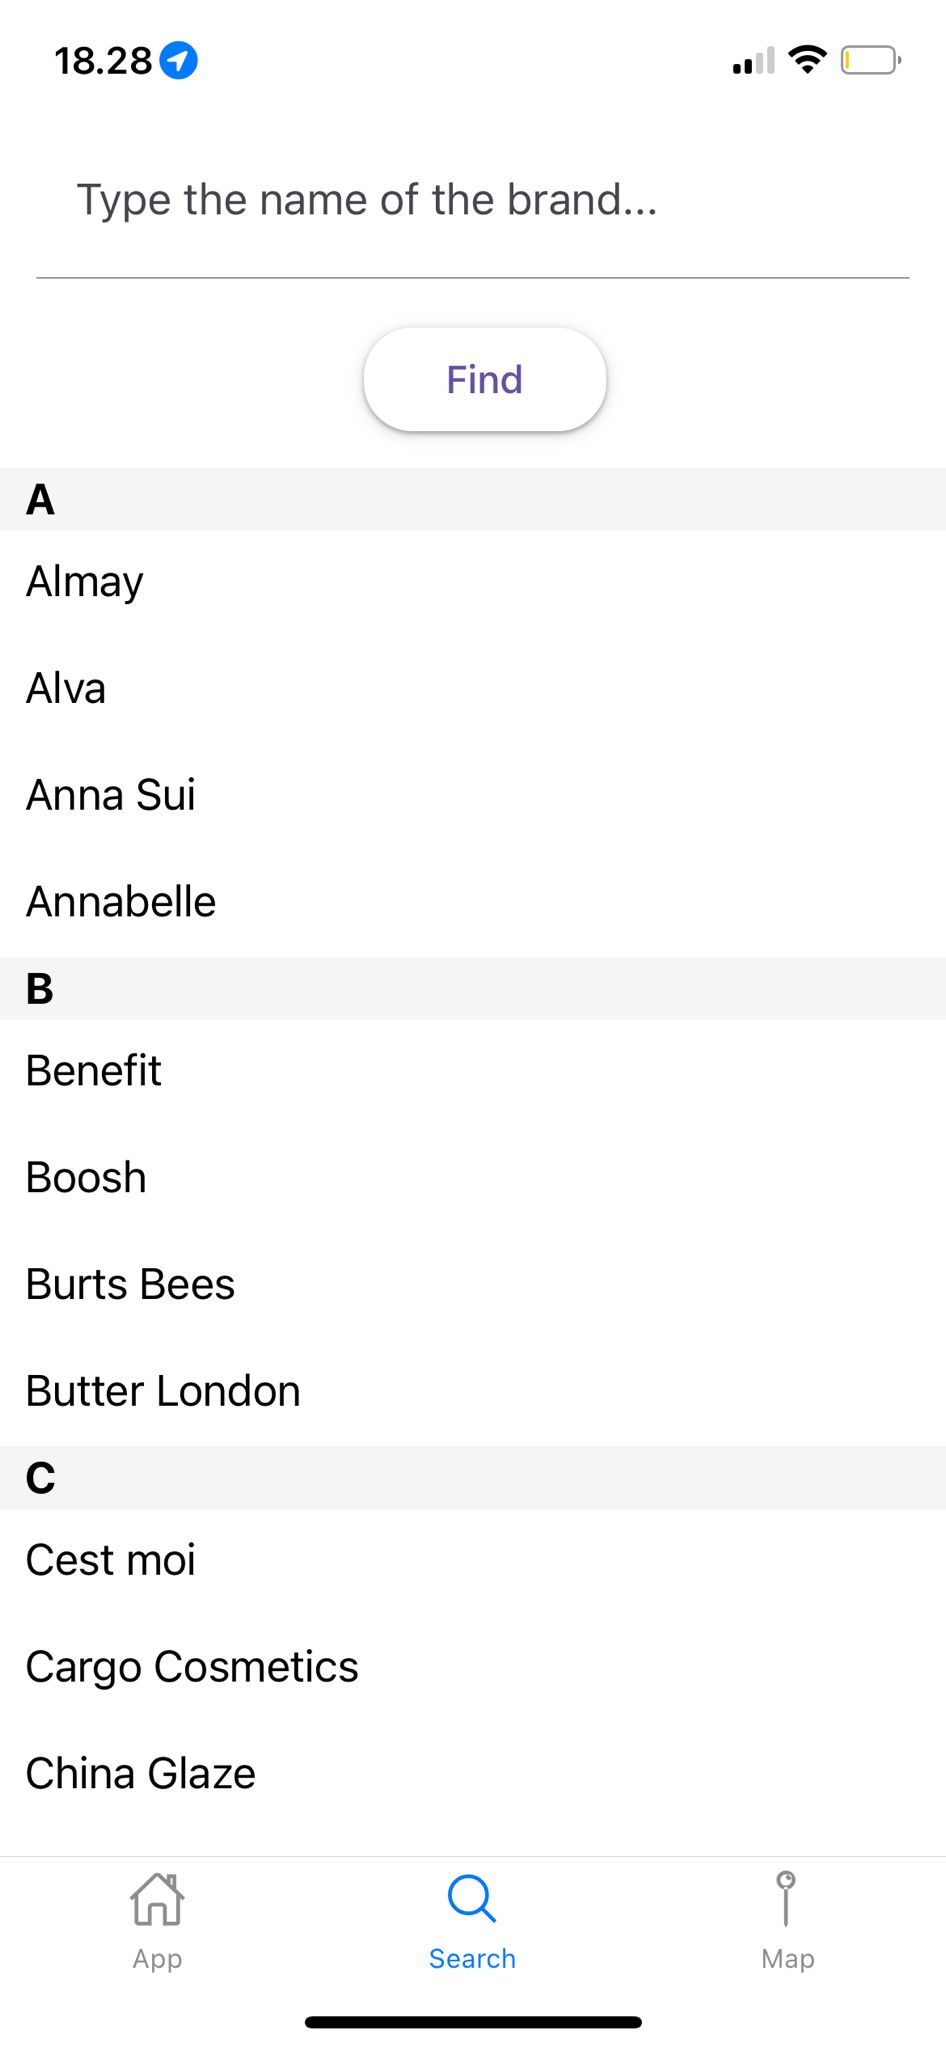 18.28
Type the name of the brand...
Find
A
Almay
Alva
Anna Sui
Annabelle
B
Benefit
Boosh
Burts Bees
Butter London
C
Cest moi
Cargo Cosmetics
China Glaze
App Search Map